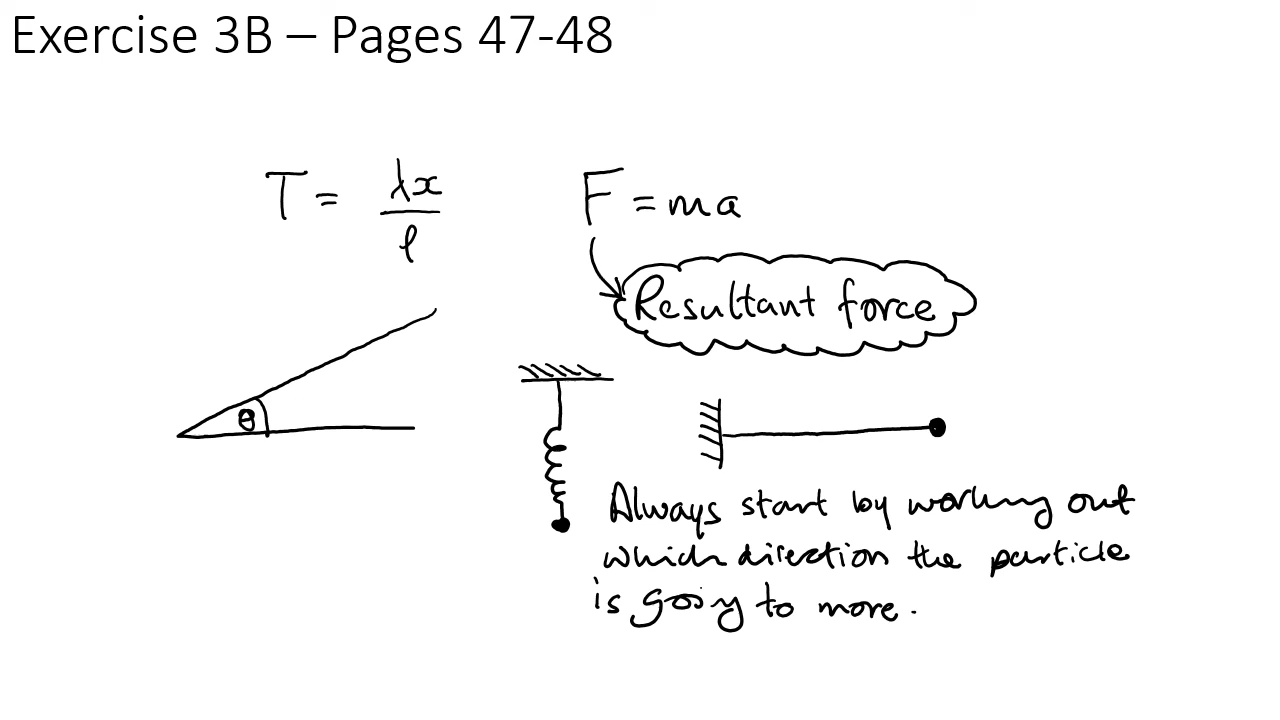 Exercise 3B – Pages 47-48
T = λx/l
F = ma
Resultant force
θ
Always start by working out
which direction the particle
is going to move.